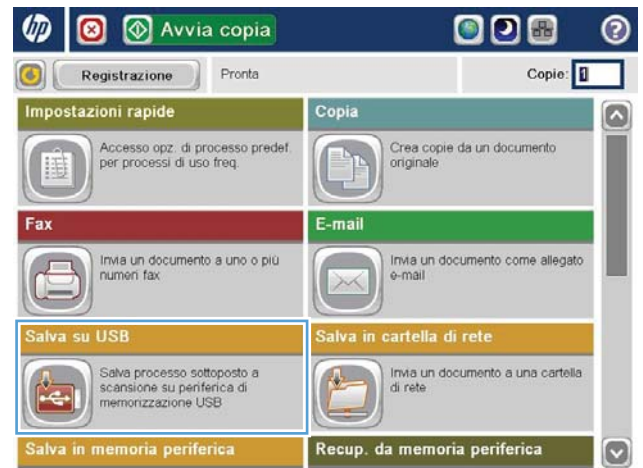 hp
Avvia copia
?
Registrazione
Pronta
Copie: 1
Impostazioni rapide
Accesso opz. di processo predef.
per processi di uso freq.
Copia
Crea copie da un documento
originale
Fax
Invia un documento a uno o più
numeri fax
E-mail
Invia un documento come allegato
e-mail
Salva su USB
Salva processo sottoposto a
scansione su periferica di
memorizzazione USB
Salva in cartella di rete
Invia un documento a una cartella
di rete
Salva in memoria periferica
Recup. da memoria periferica